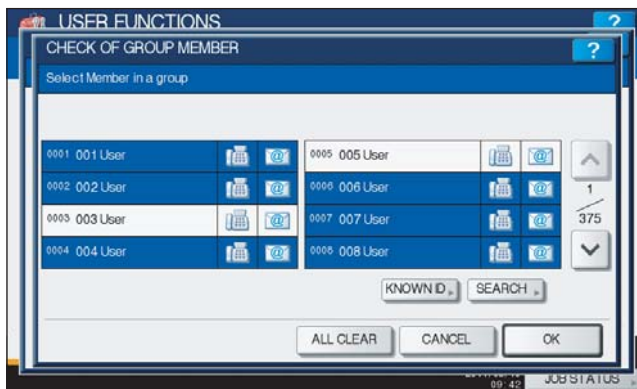 USER FUNCTIONS
?
CHECK OF GROUP MEMBER
?
Select Member in a group
0001 001 User
@
0005 005 User
@
0002 002 User
@
0006 006 User
@
1
0003 003 User
@
0007 007 User
@
375
0004 004 User
@
0008 008 User
@
KNOWN ID
SEARCH
ALL CLEAR
CANCEL
OK
09:42
JOB STATUS